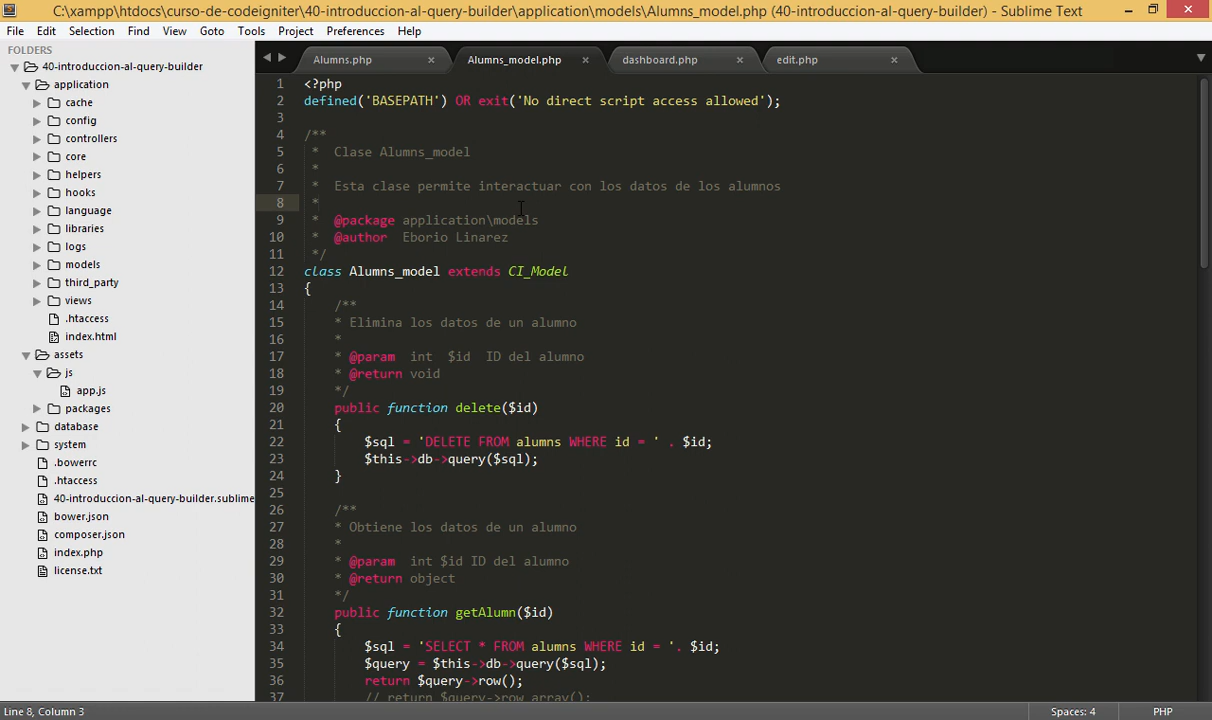 C:\xampp\htdocs\curso-de-codeigniter\40-introduccion-al-query-builder\application\models\Alumns_model.php (40-introduccion-al-query-builder) - Sublime Text
File Edit Selection Find View Goto Tools Project Preferences Help
FOLDERS
40-introduccion-al-query-builder
application
cache
config
controllers
core
helpers
hooks
language
libraries
logs
models
third_party
views
.htaccess
index.html
assets
js
app.js
packages
database
system
.bowerrc
.htaccess
40-introduccion-al-query-builder.sublime
bower.json
composer.json
index.php
license.txt
Alumns.php × Alumns_model.php × dashboard.php × edit.php ×
1 <?php
2 defined('BASEPATH') OR exit('No direct script access allowed');
3
4 /**
5 * Clase Alumns_model
6 *
7 * Esta clase permite interactuar con los datos de los alumnos
8 *
9 * @package application\models
10 * @author Eborio Linarez
11 */
12 class Alumns_model extends CI_Model
13 {
14 /**
15 * Elimina los datos de un alumno
16 *
17 * @param int $id ID del alumno
18 * @return void
19 */
20 public function delete($id)
21 {
22 $sql = 'DELETE FROM alumns WHERE id = ' . $id;
23 $this->db->query($sql);
24 }
25
26 /**
27 * Obtiene los datos de un alumno
28 *
29 * @param int $id ID del alumno
30 * @return object
31 */
32 public function getAlumn($id)
33 {
34 $sql = 'SELECT * FROM alumns WHERE id = '. $id;
35 $query = $this->db->query($sql);
36 return $query->row();
37 // return $query->row_array();
Line 8, Column 3 Spaces: 4 PHP